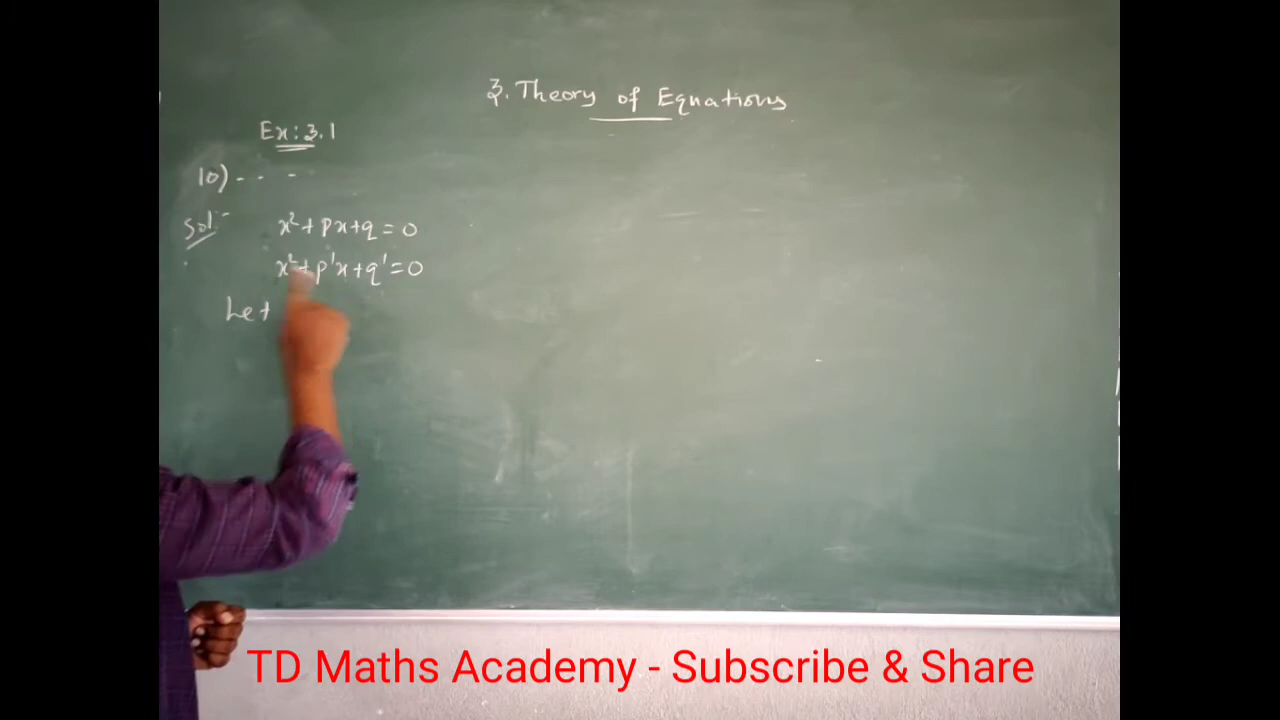 3. Theory of Equations
Ex: 3.1
10) - - -
Sol:-
x² + px + q = 0
x² + p'x + q' = 0
Let
TD Maths Academy - Subscribe & Share